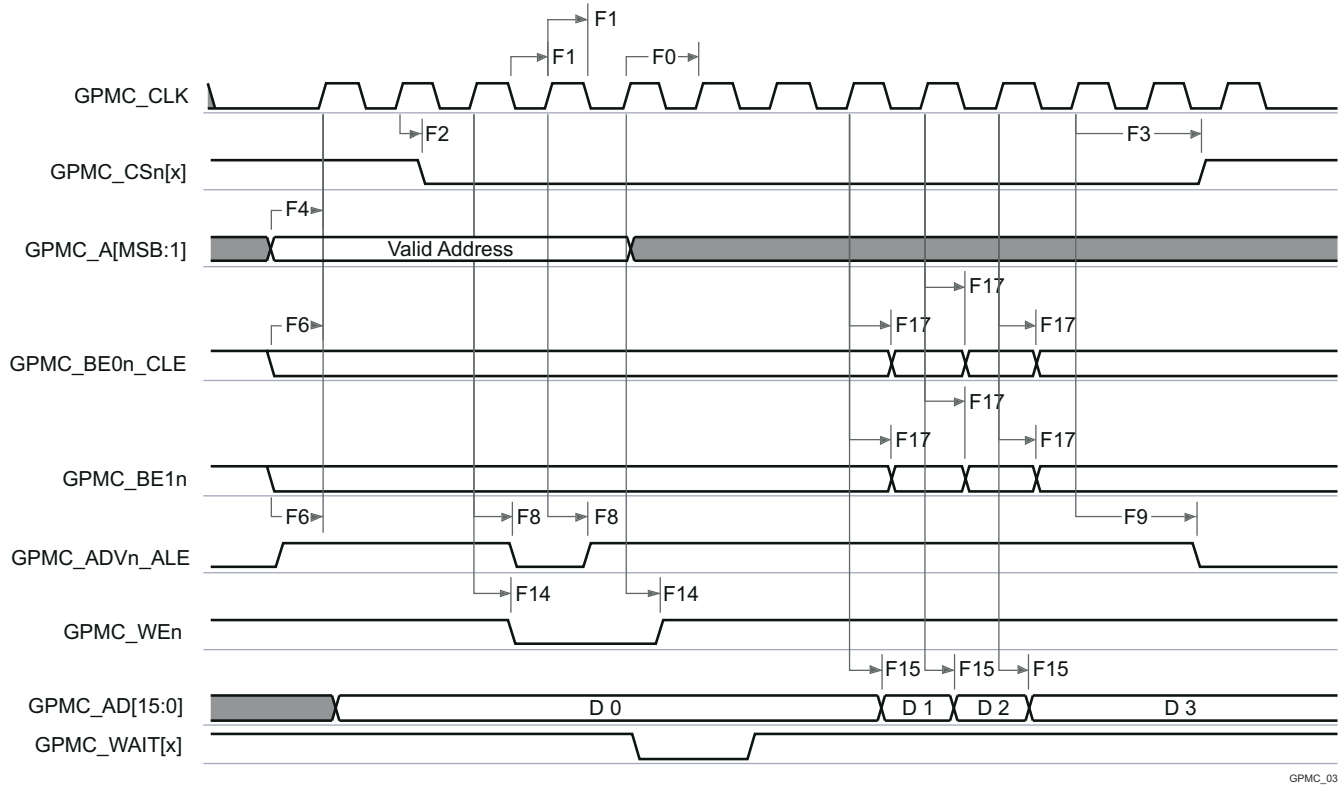 F1
F1
F0
GPMC_CLK
F2
F3
GPMC_CSn[x]
F4
GPMC_A[MSB:1]
Valid Address
F17
F6
F17
F17
GPMC_BE0n_CLE
F17
F17
F17
GPMC_BE1n
F6
F8
F8
F9
GPMC_ADVn_ALE
F14
F14
GPMC_WEn
F15
F15
F15
GPMC_AD[15:0]
D 0
D 1
D 2
D 3
GPMC_WAIT[x]
GPMC_03